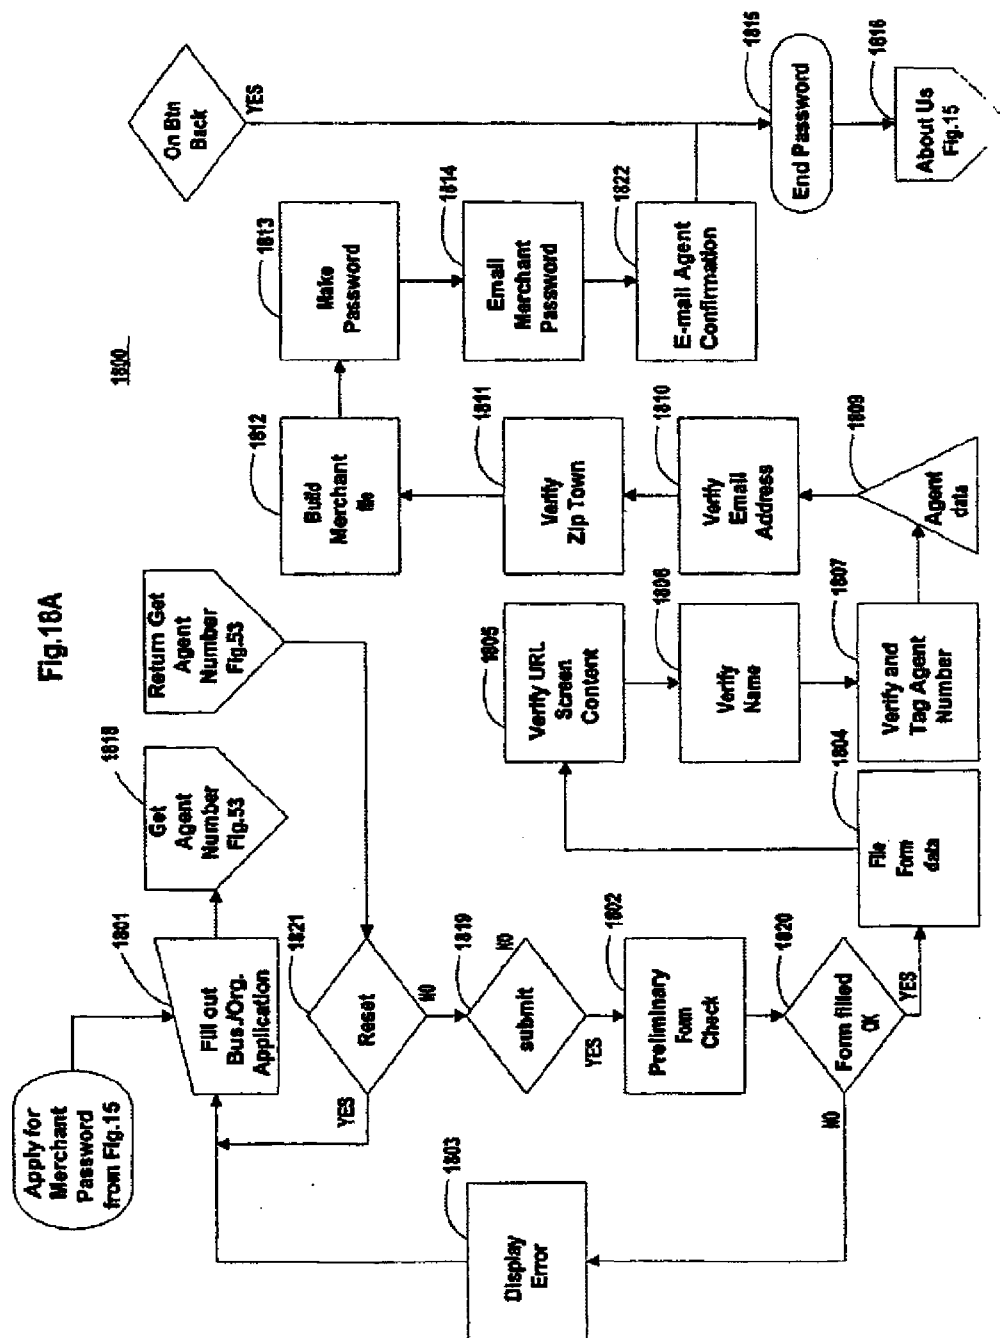 Fig.18A
1800
Apply for
Merchant
Password
from Fig.15
1801
Fill out
Bus./Org.
Application
1818
Get
Agent
Number
Fig.53
Return Get
Agent
Number
Fig.53
1821
Reset
YES
NO
1819
submit
NO
YES
1802
Preliminary
Form
Check
1820
Form filled
OK
NO
YES
1803
Display
Error
1804
File
Form
data
1805
Verify URL
Screen
Content
1806
Verify
Name
1807
Verify and
Tag Agent
Number
1809
Agent
data
1810
Verify
Email
Address
1811
Verify
Zip Town
1812
Build
Merchant
file
1813
Make
Password
1814
Email
Merchant
Password
1822
E-mail Agent
Confirmation
On Btn
Back
YES
1815
End Password
1816
About Us
Fig.15